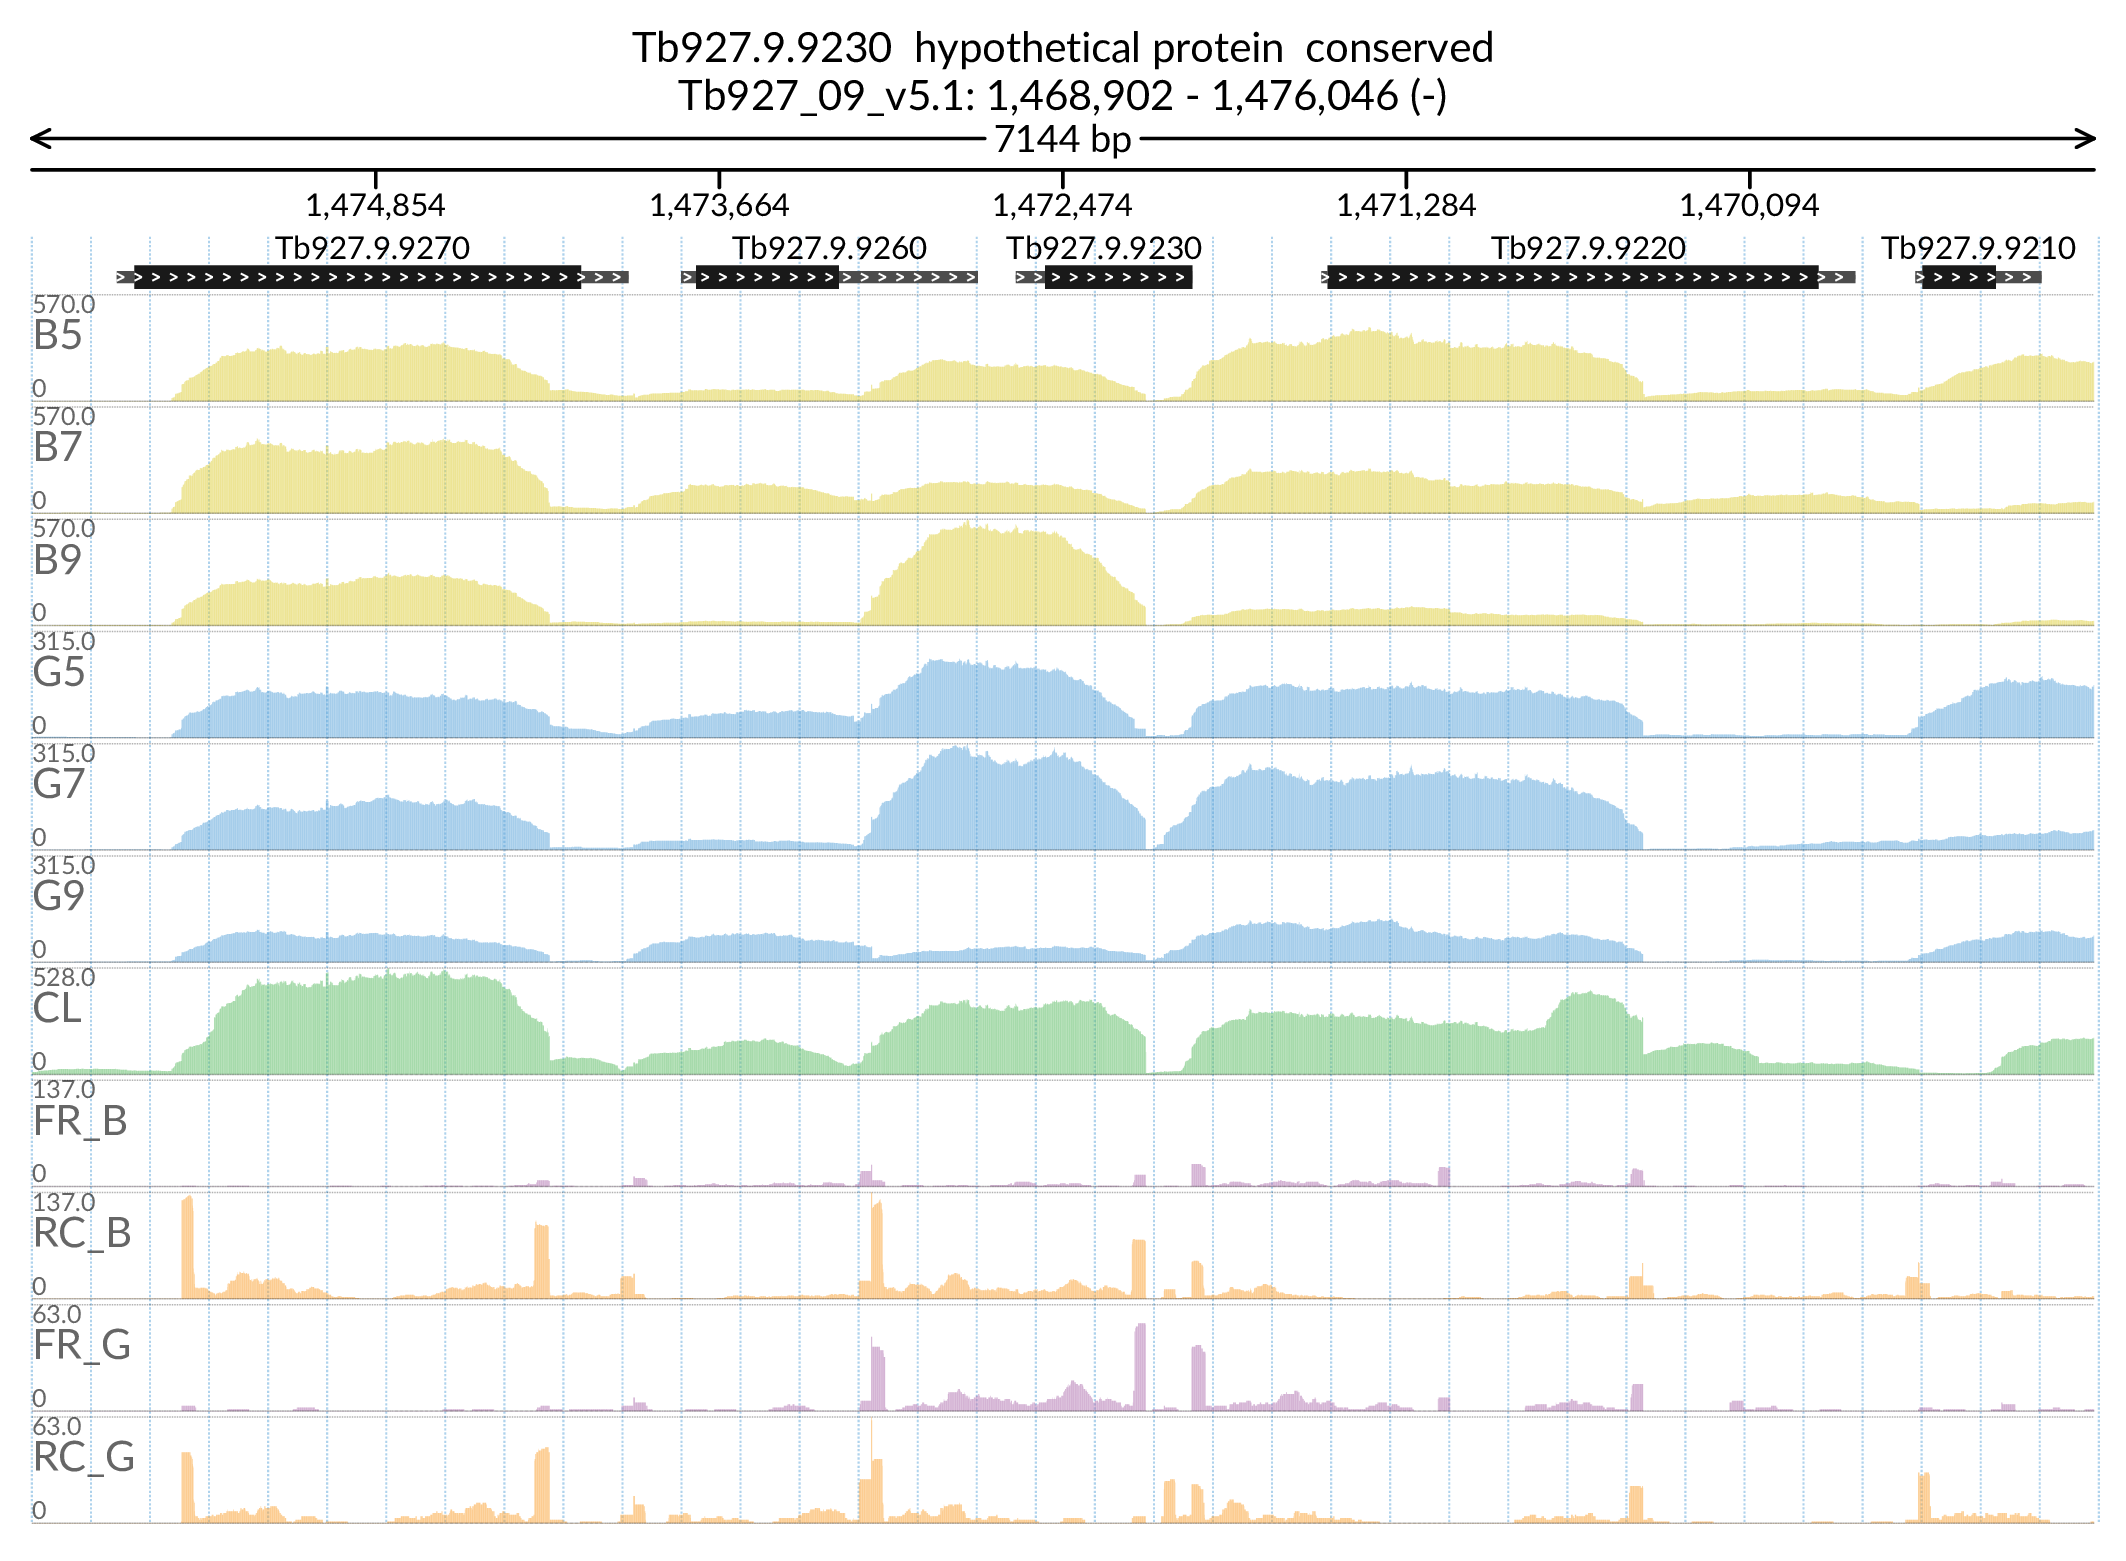 Tb927.9.9230 hypothetical protein conserved
Tb927_09_v5.1: 1,468,902 - 1,476,046 (-)
7144 bp
1,474,854 1,473,664 1,472,474 1,471,284 1,470,094
Tb927.9.9270 Tb927.9.9260 Tb927.9.9230 Tb927.9.9220 Tb927.9.9210
570.0
B5
0
570.0
B7
0
570.0
B9
0
315.0
G5
0
315.0
G7
0
315.0
G9
0
528.0
CL
0
137.0
FR_B
0
137.0
RC_B
0
63.0
FR_G
0
63.0
RC_G
0